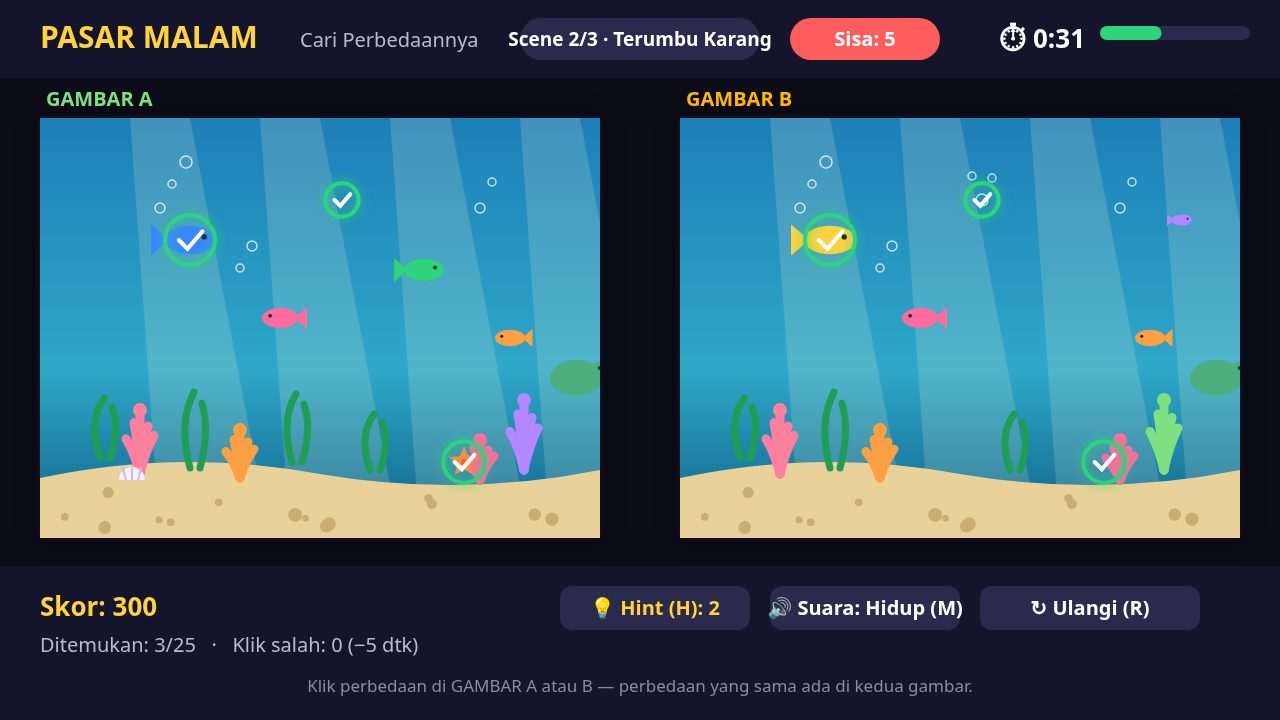 PASAR MALAM
Cari Perbedaannya
Scene 2/3 · Terumbu Karang
Sisa: 5
⏱ 0:31
GAMBAR A
GAMBAR B
Skor: 300
💡 Hint (H): 2
🔊 Suara: Hidup (M)
↻ Ulangi (R)
Ditemukan: 3/25 · Klik salah: 0 (−5 dtk)
Klik perbedaan di GAMBAR A atau B — perbedaan yang sama ada di kedua gambar.